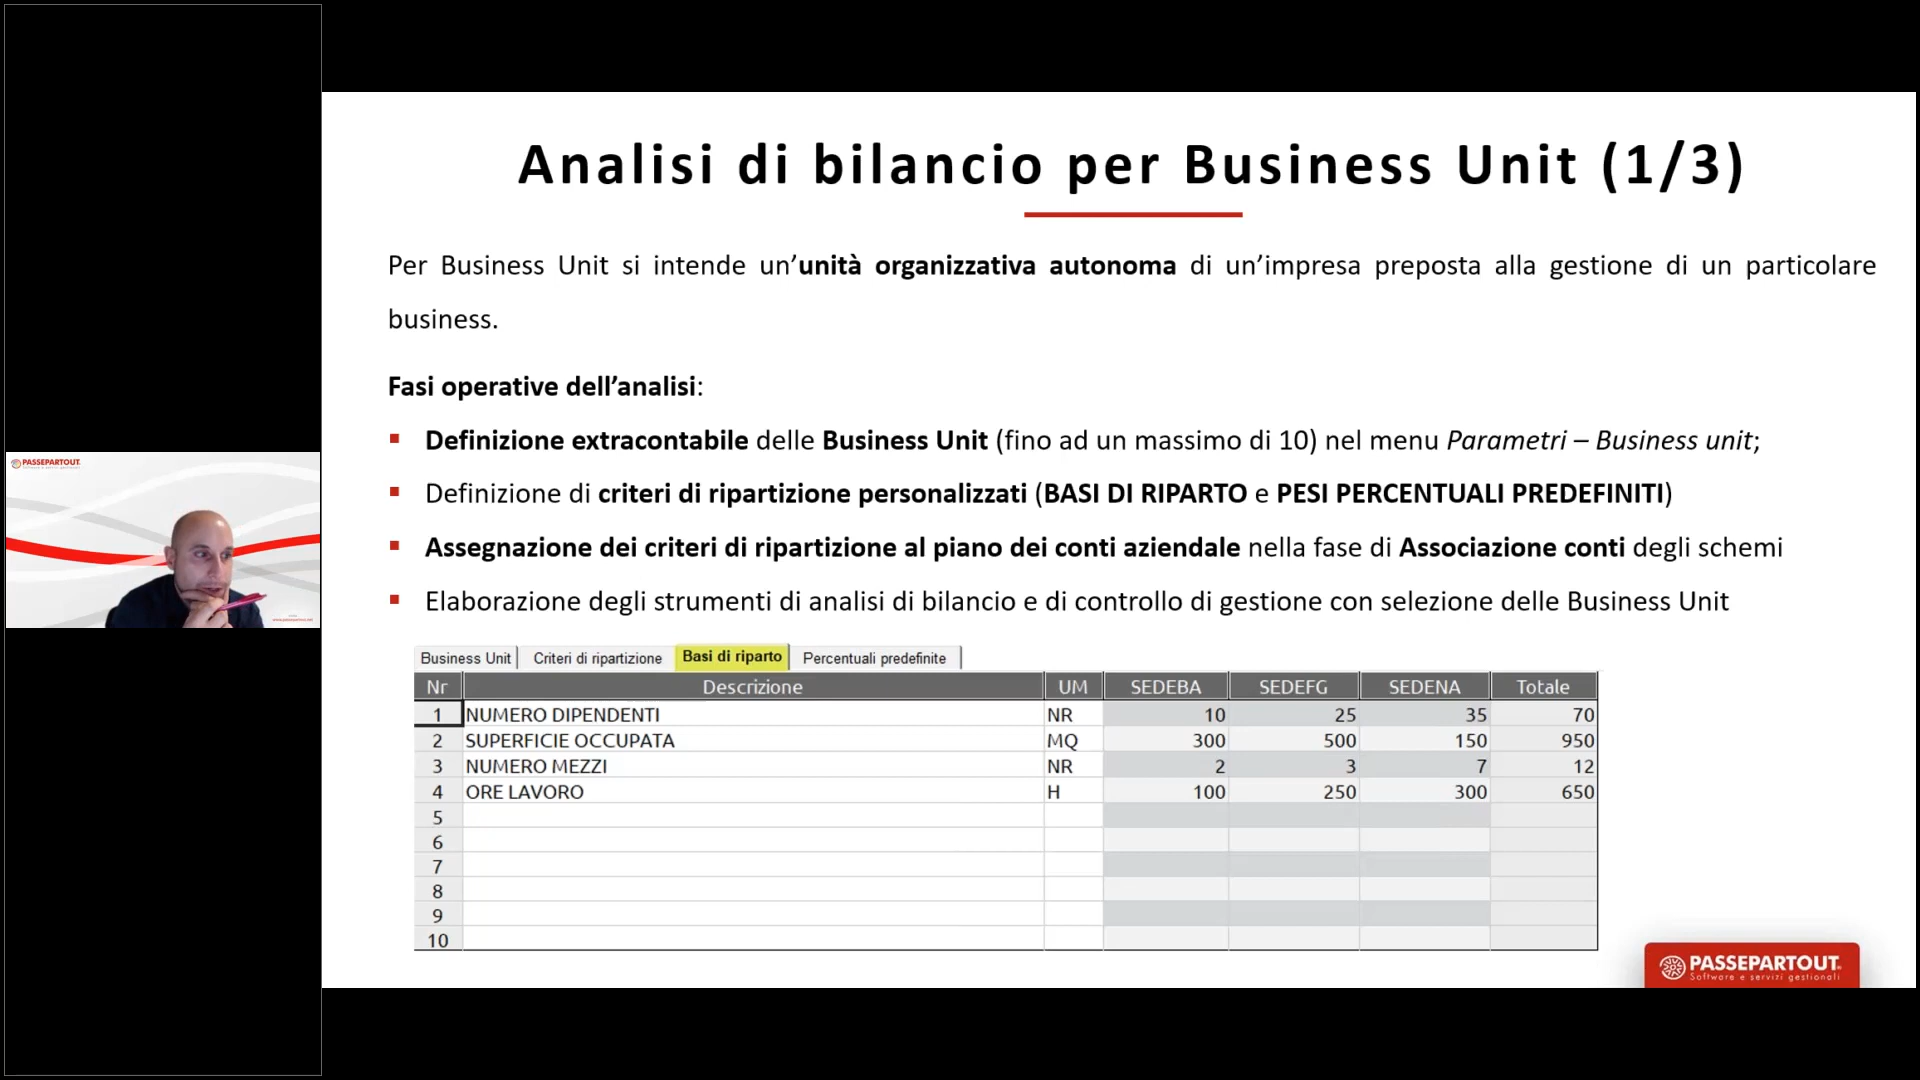 PASSEPARTOUT
Analisi di bilancio per Business Unit (1/3)
Per Business Unit si intende un’unità organizzativa autonoma di un’impresa preposta alla gestione di un particolare
business.
Fasi operative dell’analisi:
▪ Definizione extracontabile delle Business Unit (fino ad un massimo di 10) nel menu Parametri – Business unit;
▪ Definizione di criteri di ripartizione personalizzati (BASI DI RIPARTO e PESI PERCENTUALI PREDEFINITI)
▪ Assegnazione dei criteri di ripartizione al piano dei conti aziendale nella fase di Associazione conti degli schemi
▪ Elaborazione degli strumenti di analisi di bilancio e di controllo di gestione con selezione delle Business Unit
Business Unit Criteri di ripartizione Basi di riparto Percentuali predefinite
Nr Descrizione UM SEDEBA SEDEFG SEDENA Totale
1 NUMERO DIPENDENTI NR 10 25 35 70
2 SUPERFICIE OCCUPATA MQ 300 500 150 950
3 NUMERO MEZZI NR 2 3 7 12
4 ORE LAVORO H 100 250 300 650
5
6
7
8
9
10
PASSEPARTOUT
Software e servizi gestionali